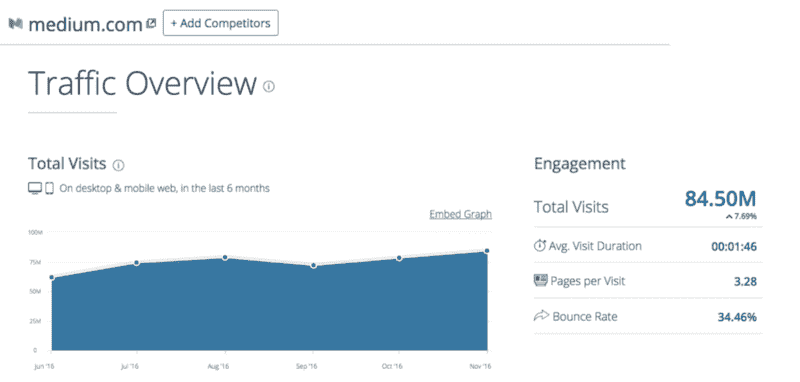 medium.com + Add Competitors
Traffic Overview
Total Visits
On desktop & mobile web, in the last 6 months
Embed Graph
100M
75M
50M
25M
0
Jun '16 Jul '16 Aug '16 Sep '16 Oct '16 Nov '16
Engagement
Total Visits 84.50M
7.69%
Avg. Visit Duration 00:01:46
Pages per Visit 3.28
Bounce Rate 34.46%